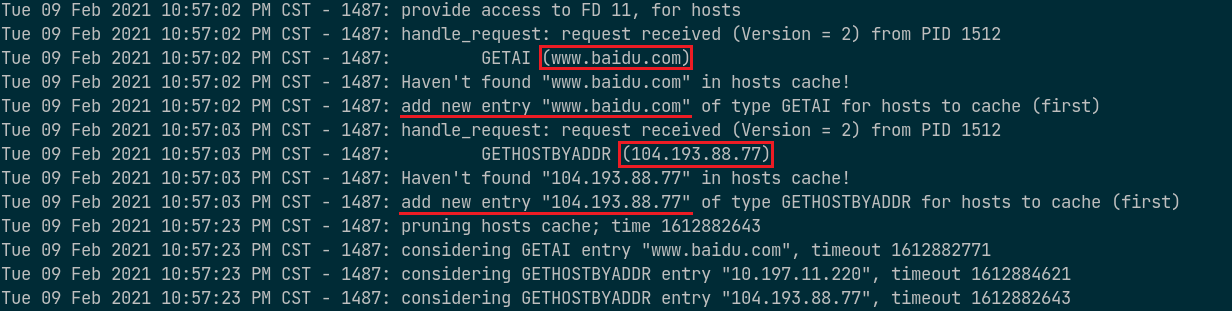 Tue 09 Feb 2021 10:57:02 PM CST - 1487: provide access to FD 11, for hosts
Tue 09 Feb 2021 10:57:02 PM CST - 1487: handle_request: request received (Version = 2) from PID 1512
Tue 09 Feb 2021 10:57:02 PM CST - 1487:         GETAI (www.baidu.com)
Tue 09 Feb 2021 10:57:02 PM CST - 1487: Haven't found "www.baidu.com" in hosts cache!
Tue 09 Feb 2021 10:57:02 PM CST - 1487: add new entry "www.baidu.com" of type GETAI for hosts to cache (first)
Tue 09 Feb 2021 10:57:03 PM CST - 1487: handle_request: request received (Version = 2) from PID 1512
Tue 09 Feb 2021 10:57:03 PM CST - 1487:         GETHOSTBYADDR (104.193.88.77)
Tue 09 Feb 2021 10:57:03 PM CST - 1487: Haven't found "104.193.88.77" in hosts cache!
Tue 09 Feb 2021 10:57:03 PM CST - 1487: add new entry "104.193.88.77" of type GETHOSTBYADDR for hosts to cache (first)
Tue 09 Feb 2021 10:57:23 PM CST - 1487: pruning hosts cache; time 1612882643
Tue 09 Feb 2021 10:57:23 PM CST - 1487: considering GETAI entry "www.baidu.com", timeout 1612882771
Tue 09 Feb 2021 10:57:23 PM CST - 1487: considering GETHOSTBYADDR entry "10.197.11.220", timeout 1612884621
Tue 09 Feb 2021 10:57:23 PM CST - 1487: considering GETHOSTBYADDR entry "104.193.88.77", timeout 1612882643